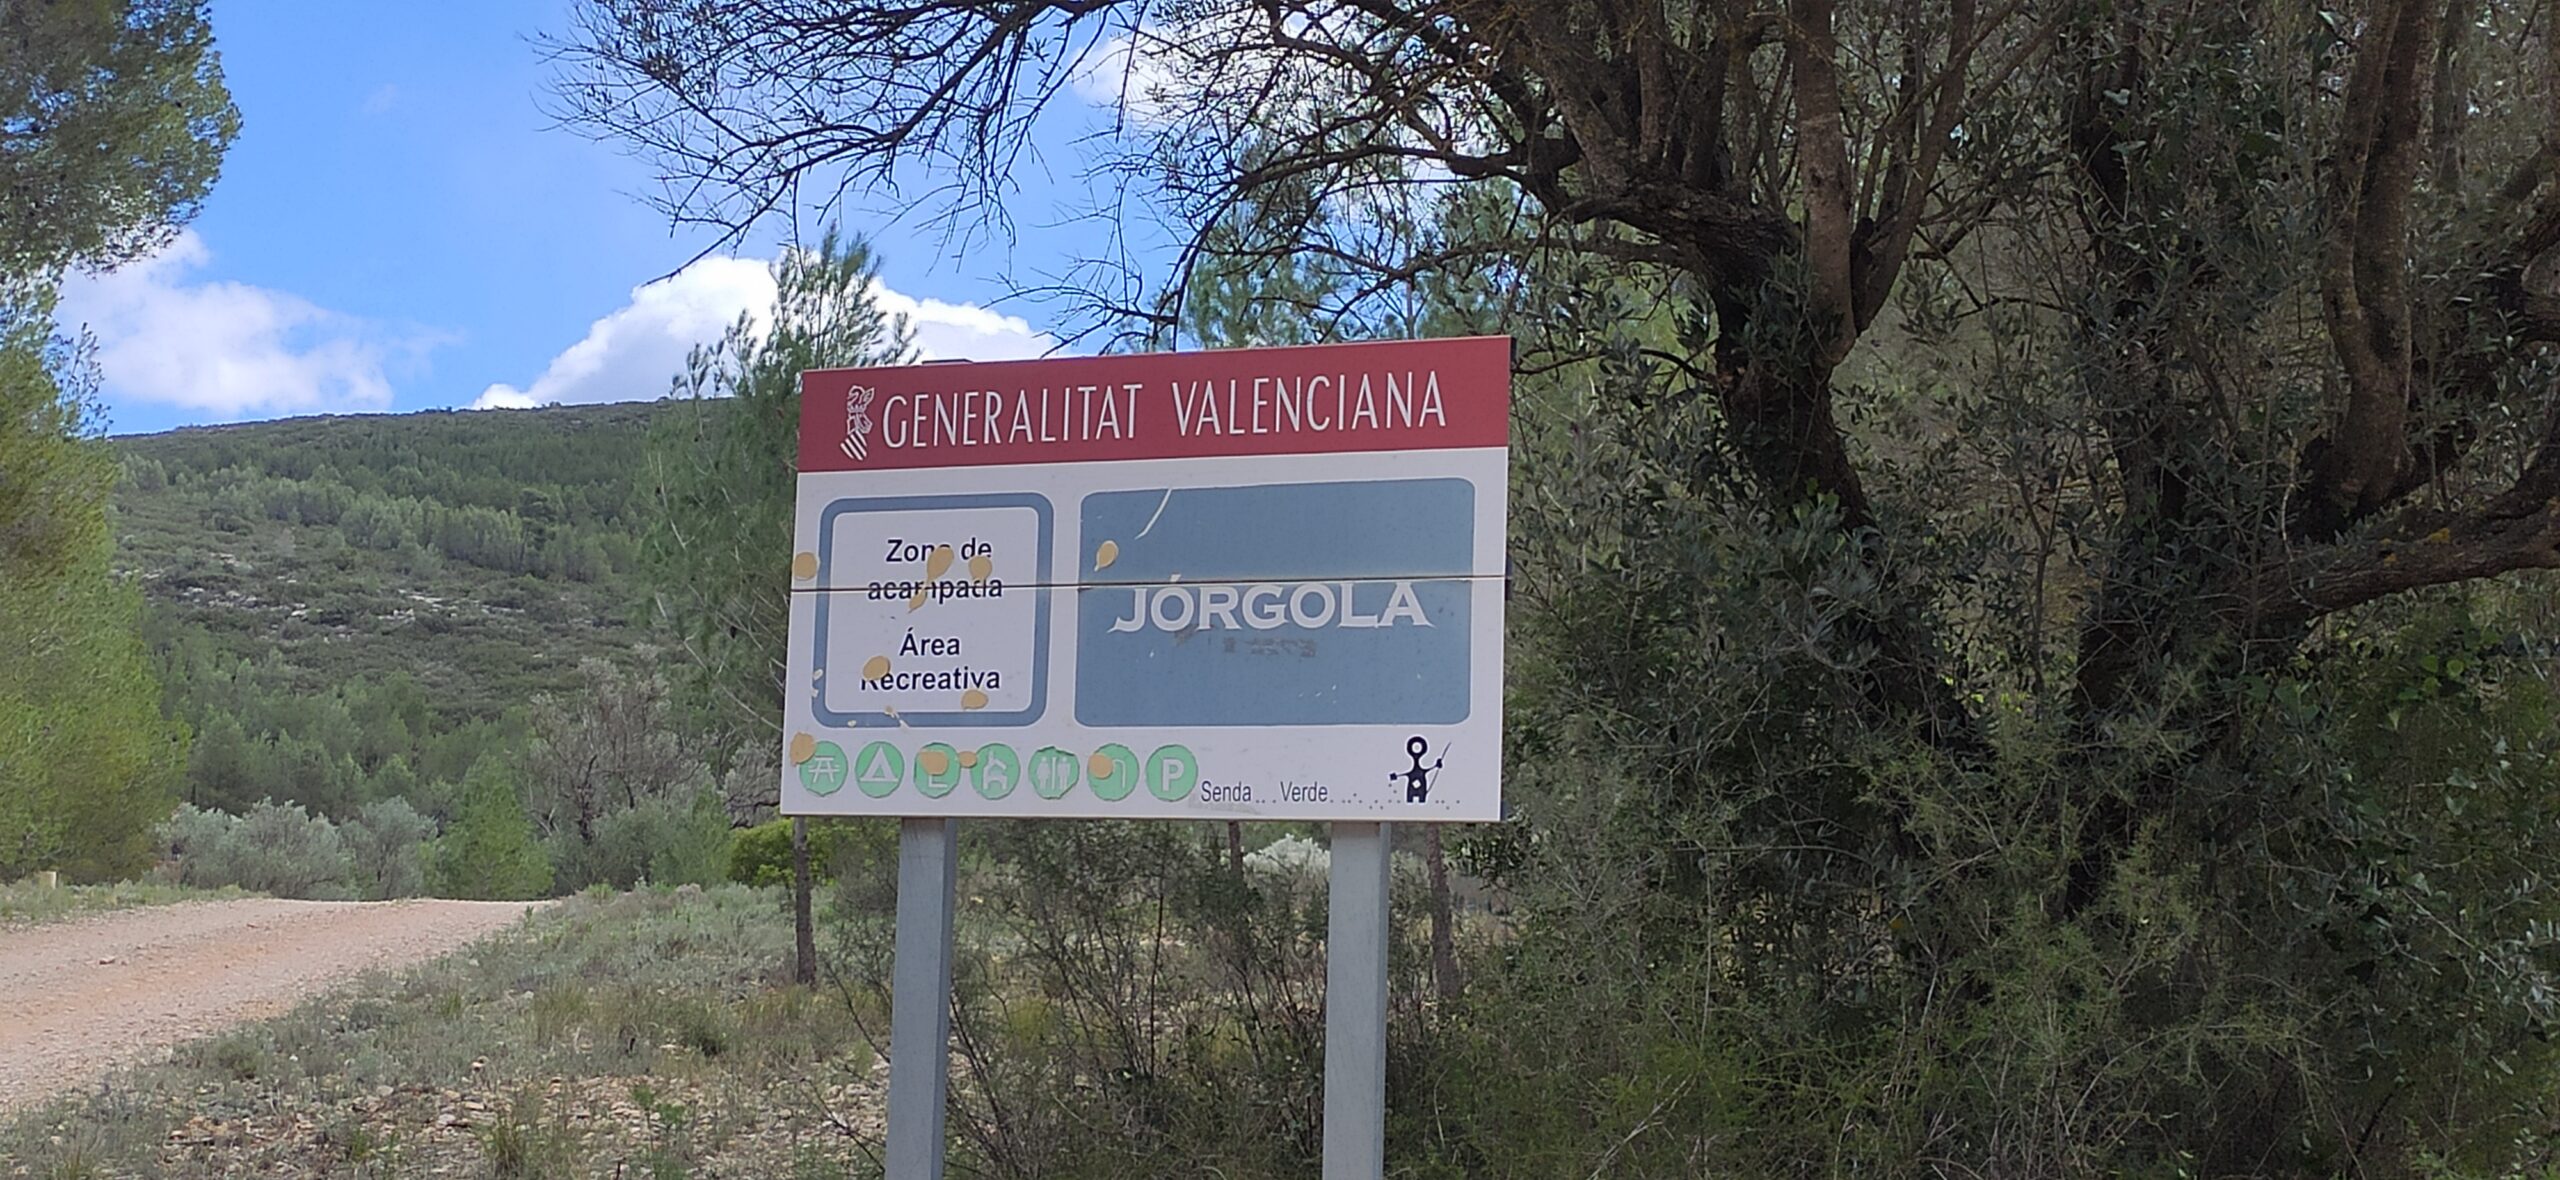 GENERALITAT VALENCIANA
Zona de
acampada
Área
Recreativa
JÓRGOLA
P
Senda... Verde